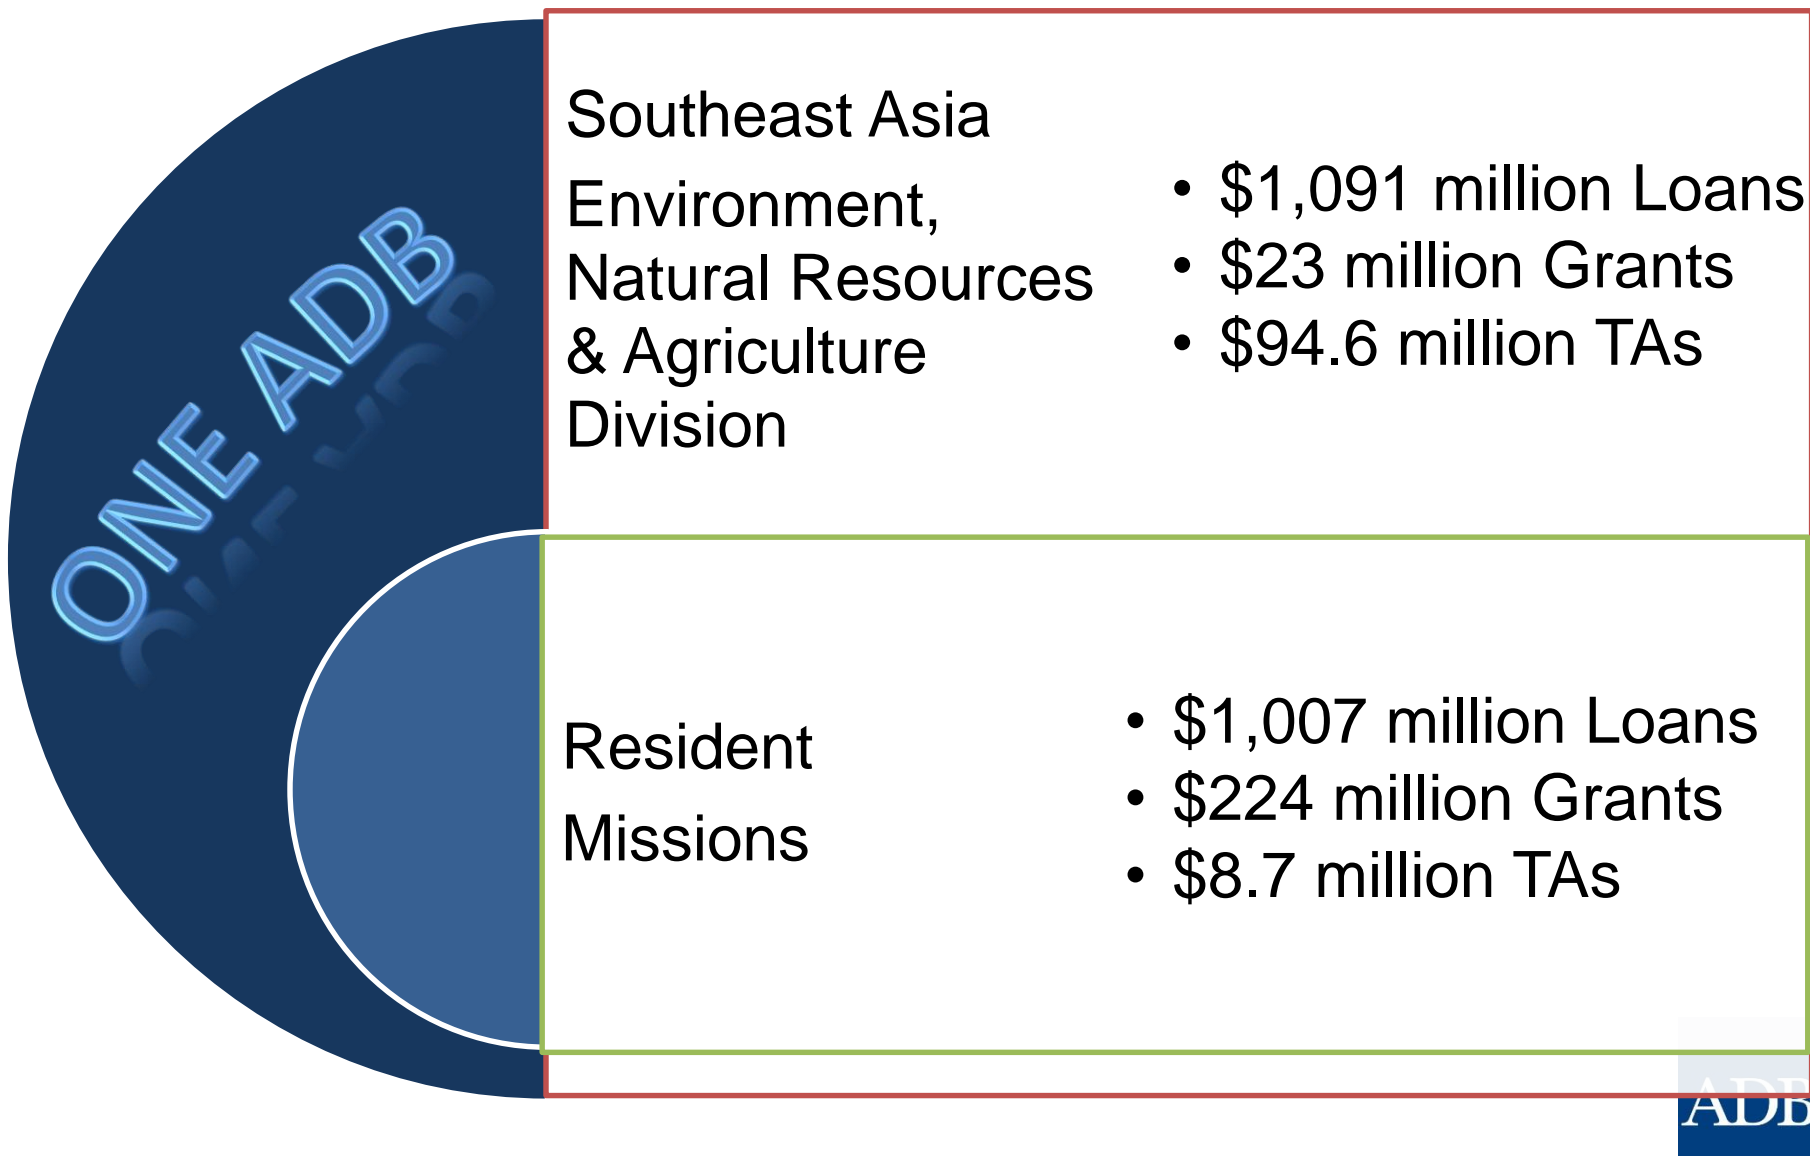 ONE ADB
Southeast Asia
Environment,
Natural Resources
& Agriculture
Division
• $1,091 million Loans
• $23 million Grants
• $94.6 million TAs
Resident
Missions
• $1,007 million Loans
• $224 million Grants
• $8.7 million TAs
ADB